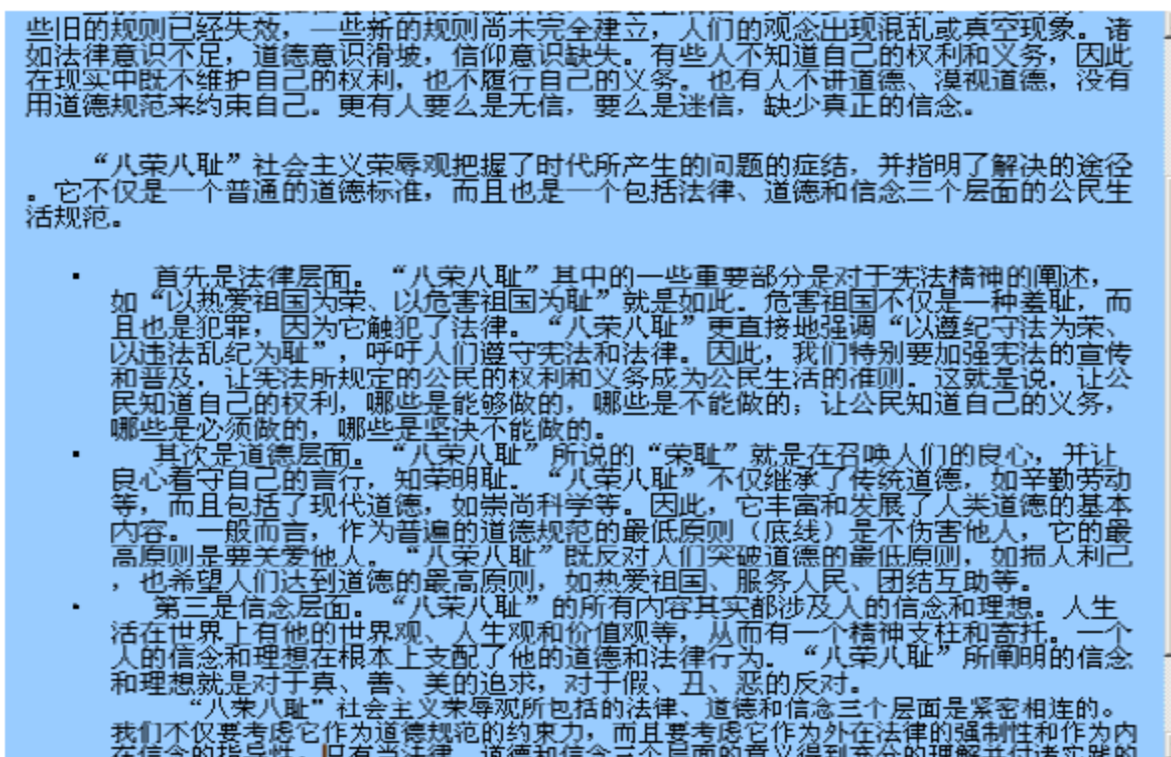 些旧的规则已经失效，一些新的规则尚未完全建立，人们的观念出现混乱或真空现象。诸
如法律意识不足，道德意识滑坡，信仰意识缺失。有些人不知道自己的权利和义务，因此
在现实中既不维护自己的权利，也不履行自己的义务。也有人不讲道德、漠视道德，没有
用道德规范来约束自己。更有人要么是无信，要么是迷信，缺少真正的信念。
“八荣八耻”社会主义荣辱观把握了时代所产生的问题的症结，并指明了解决的途径
。它不仅是一个普通的道德标准，而且也是一个包括法律、道德和信念三个层面的公民生
活规范。
▪ 首先是法律层面。“八荣八耻”其中的一些重要部分是对于宪法精神的阐述，
如“以热爱祖国为荣、以危害祖国为耻”就是如此。危害祖国不仅是一种羞耻，而
且也是犯罪，因为它触犯了法律。“八荣八耻”更直接地强调“以遵纪守法为荣、
以违法乱纪为耻”，呼吁人们遵守宪法和法律。因此，我们特别要加强宪法的宣传
和普及，让宪法所规定的公民的权利和义务成为公民生活的准则。这就是说，让公
民知道自己的权利，哪些是能够做的，哪些是不能做的；让公民知道自己的义务，
哪些是必须做的，哪些是坚决不能做的。
▪ 其次是道德层面。“八荣八耻”所说的“荣耻”就是在召唤人们的良心，并让
良心看守自己的言行，知荣明耻。“八荣八耻”不仅继承了传统道德，如辛勤劳动
等，而且包括了现代道德，如崇尚科学等。因此，它丰富和发展了人类道德的基本
内容。一般而言，作为普遍的道德规范的最低原则（底线）是不伤害他人，它的最
高原则是要关爱他人。“八荣八耻”既反对人们突破道德的最低原则，如损人利己
，也希望人们达到道德的最高原则，如热爱祖国、服务人民、团结互助等。
▪ 第三是信念层面。“八荣八耻”的所有内容其实都涉及人的信念和理想。人生
活在世界上有他的世界观、人生观和价值观等，从而有一个精神支柱和寄托。一个
人的信念和理想在根本上支配了他的道德和法律行为。“八荣八耻”所阐明的信念
和理想就是对于真、善、美的追求，对于假、丑、恶的反对。
“八荣八耻”社会主义荣辱观所包括的法律、道德和信念三个层面是紧密相连的。
我们不仅要考虑它作为道德规范的约束力，而且要考虑它作为外在法律的强制性和作为内
在信念的指导性。只有当法律、道德和信念三个层面的意义得到充分的理解并付诸实践的